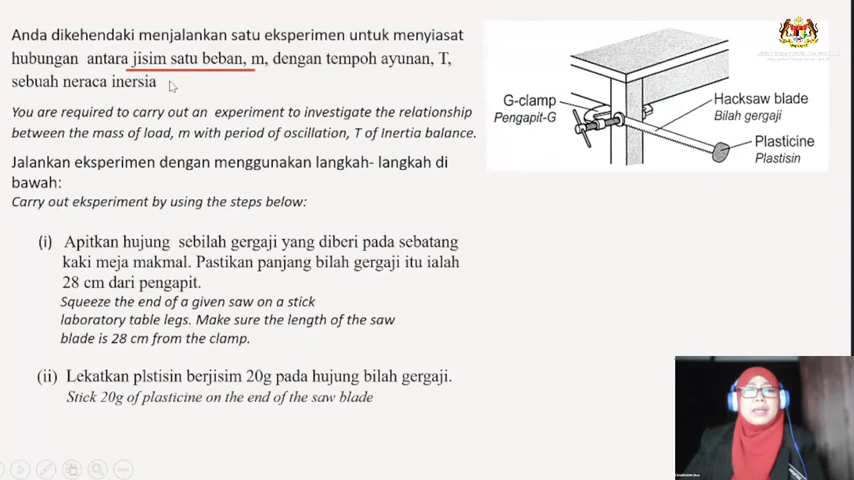 Anda dikehendaki menjalankan satu eksperimen untuk menyiasat
hubungan antara jisim satu beban, m, dengan tempoh ayunan, T,
sebuah neraca inersia
You are required to carry out an experiment to investigate the relationship
between the mass of load, m with period of oscillation, T of Inertia balance.
Jalankan eksperimen dengan menggunakan langkah- langkah di
bawah:
Carry out eksperiment by using the steps below:
(i) Apitkan hujung sebilah gergaji yang diberi pada sebatang
kaki meja makmal. Pastikan panjang bilah gergaji itu ialah
28 cm dari pengapit.
Squeeze the end of a given saw on a stick
laboratory table legs. Make sure the length of the saw
blade is 28 cm from the clamp.
(ii) Lekatkan plstisin berjisim 20g pada hujung bilah gergaji.
Stick 20g of plasticine on the end of the saw blade
G-clamp
Pengapit-G
Hacksaw blade
Bilah gergaji
Plasticine
Plastisin